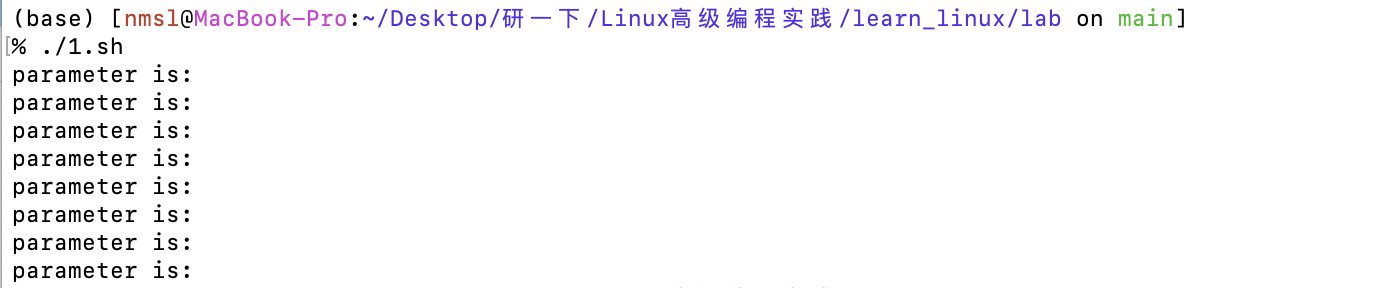 (base) [nmsl@MacBook-Pro:~/Desktop/研一下/Linux高级编程实践/learn_linux/lab on main]
[% ./1.sh
parameter is:
parameter is:
parameter is:
parameter is:
parameter is:
parameter is:
parameter is:
parameter is: